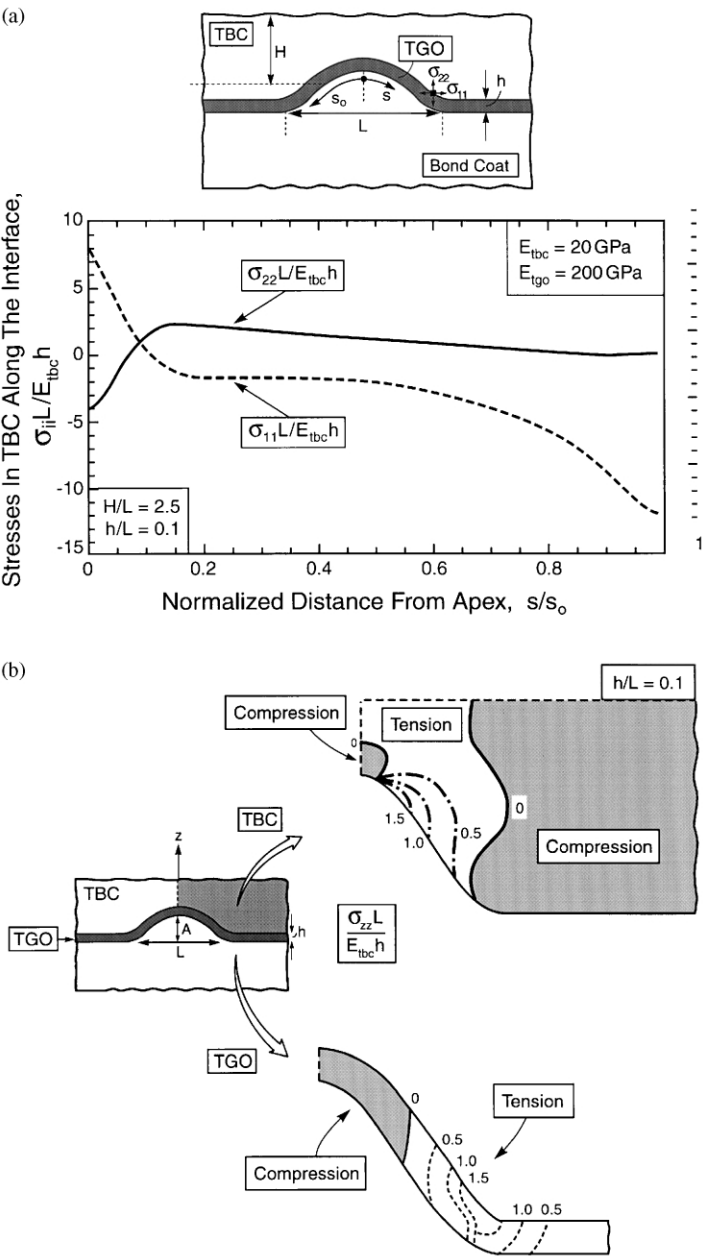 (a)
TBC
H
TGO
σ22
σ11
h
so
s
L
Bond Coat
Stresses In TBC Along The Interface,
σiiL/Etbch
10
5
0
-5
-10
-15
Etbc = 20 GPa
Etgo = 200 GPa
σ22L/Etbch
σ11L/Etbch
H/L = 2.5
h/L = 0.1
0
0.2
0.4
0.6
0.8
1
Normalized Distance From Apex, s/so
(b)
h/L = 0.1
Compression
Tension
0
0
1.5
1.0
0.5
Compression
TBC
z
TBC
A
h
TGO
L
σzzL
Etbch
TGO
0
Tension
0.5
1.0
1.5
Compression
1.0 0.5